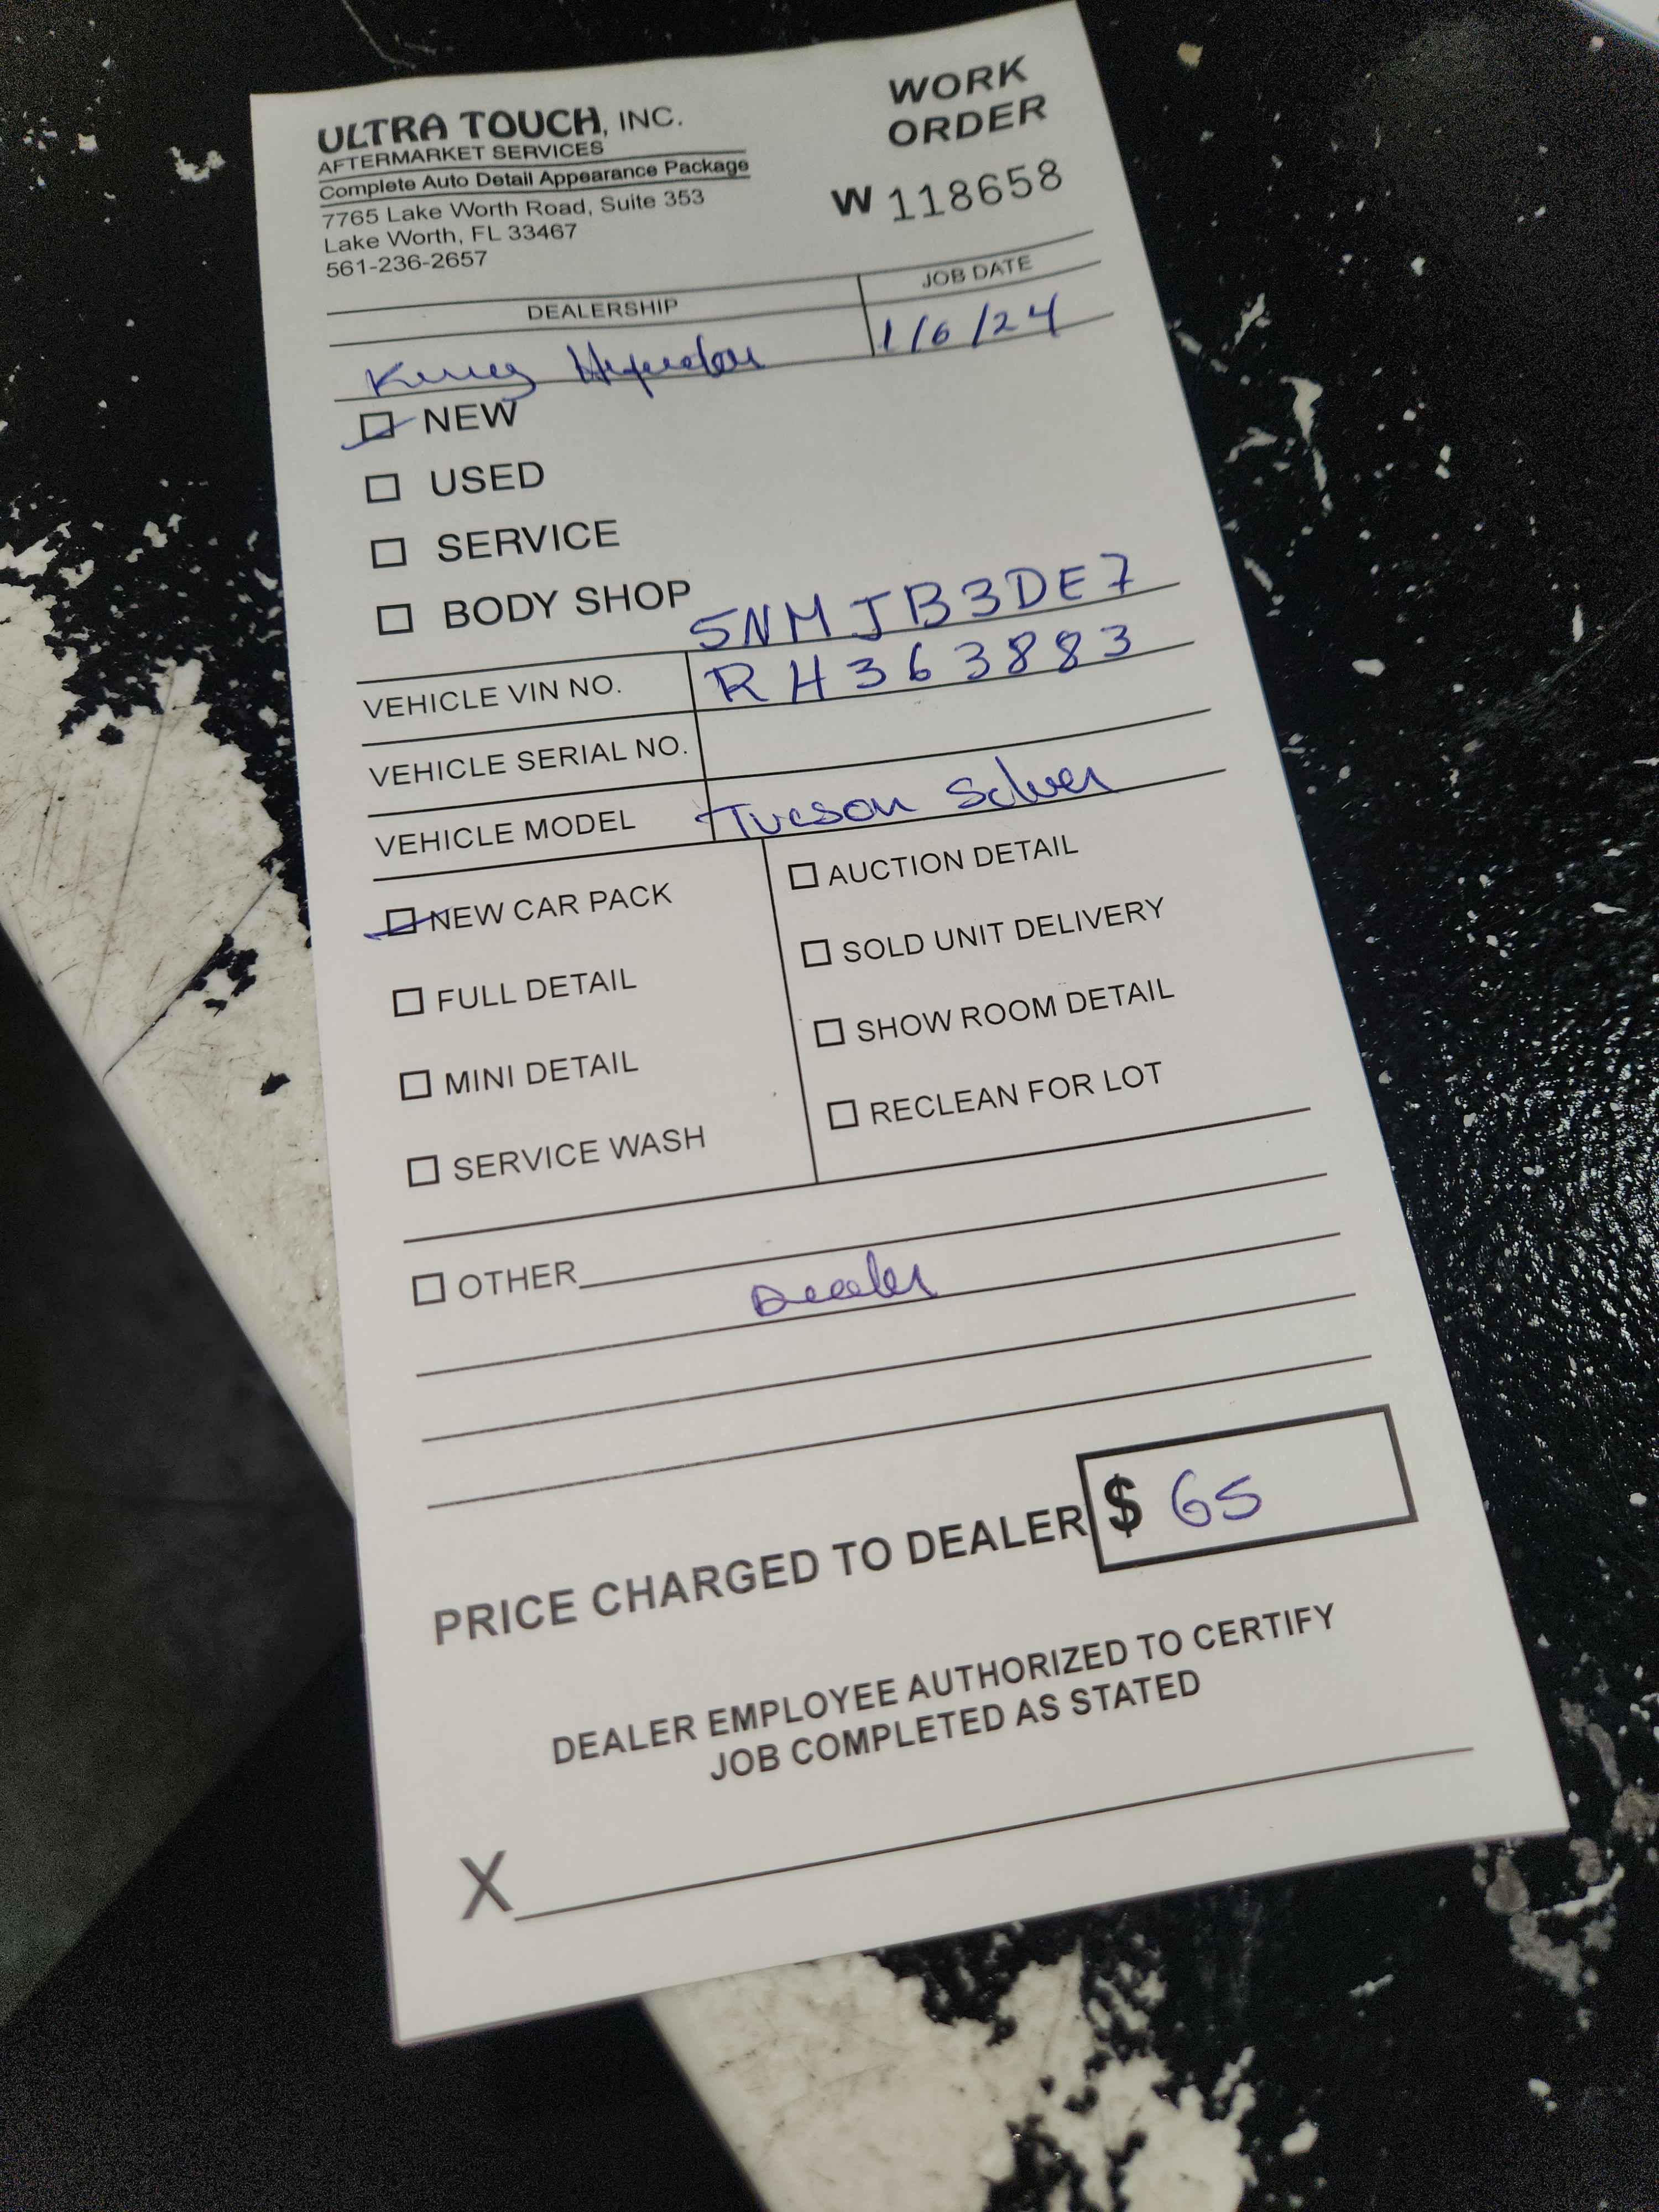 ULTRA TOUCH, INC.
AFTERMARKET SERVICES
Complete Auto Detail Appearance Package
7765 Lake Worth Road, Suite 353
Lake Worth, FL 33467
561-236-2657
WORK
ORDER
W 118658
DEALERSHIP
JOB DATE
Hyundai
1/6/24
NEW
USED
SERVICE
BODY SHOP
5NMJB3DE7
VEHICLE VIN NO. RH363883
VEHICLE SERIAL NO.
VEHICLE MODEL Tucson Silver
NEW CAR PACK
FULL DETAIL
MINI DETAIL
SERVICE WASH
AUCTION DETAIL
SOLD UNIT DELIVERY
SHOW ROOM DETAIL
RECLEAN FOR LOT
OTHER
Dealer
PRICE CHARGED TO DEALER $ 65
DEALER EMPLOYEE AUTHORIZED TO CERTIFY
JOB COMPLETED AS STATED
X